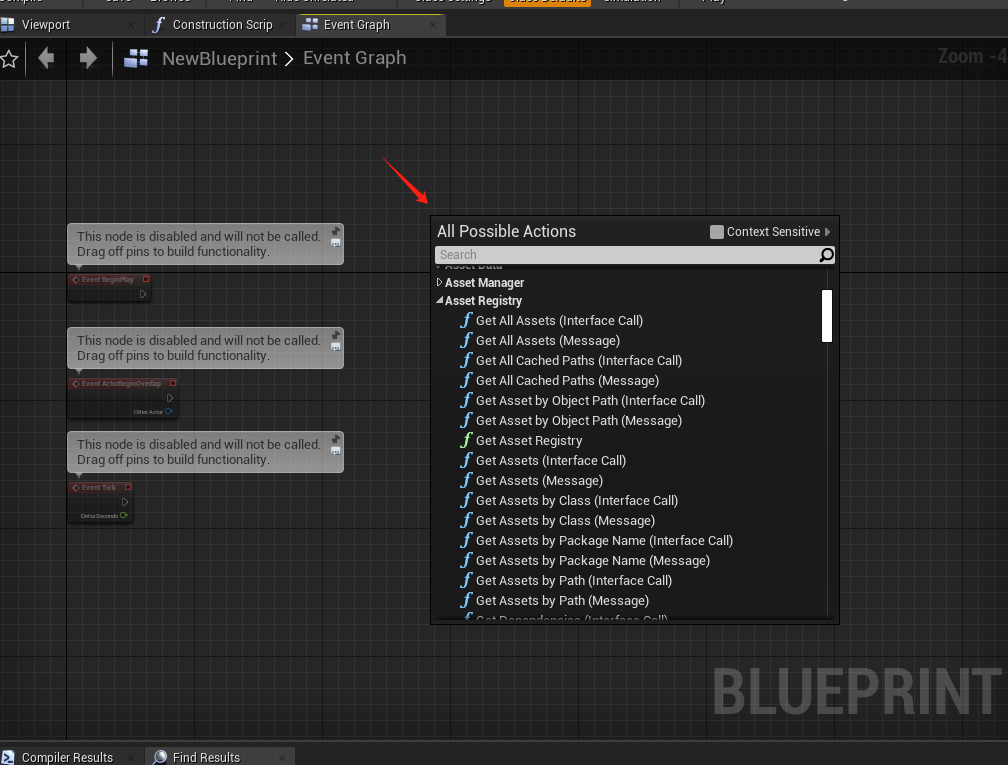 Viewport
Construction Scrip
Event Graph
NewBlueprint
Event Graph
Zoom -4
This node is disabled and will not be called.
Drag off pins to build functionality.
Event BeginPlay
This node is disabled and will not be called.
Drag off pins to build functionality.
Event ActorBeginOverlap
Other Actor
This node is disabled and will not be called.
Drag off pins to build functionality.
Event Tick
Delta Seconds
All Possible Actions
Context Sensitive
Search
Asset Data
Asset Manager
Asset Registry
Get All Assets (Interface Call)
Get All Assets (Message)
Get All Cached Paths (Interface Call)
Get All Cached Paths (Message)
Get Asset by Object Path (Interface Call)
Get Asset by Object Path (Message)
Get Asset Registry
Get Assets (Interface Call)
Get Assets (Message)
Get Assets by Class (Interface Call)
Get Assets by Class (Message)
Get Assets by Package Name (Interface Call)
Get Assets by Package Name (Message)
Get Assets by Path (Interface Call)
Get Assets by Path (Message)
Get Dependencies (Interface Call)
BLUEPRINT
Compiler Results
Find Results